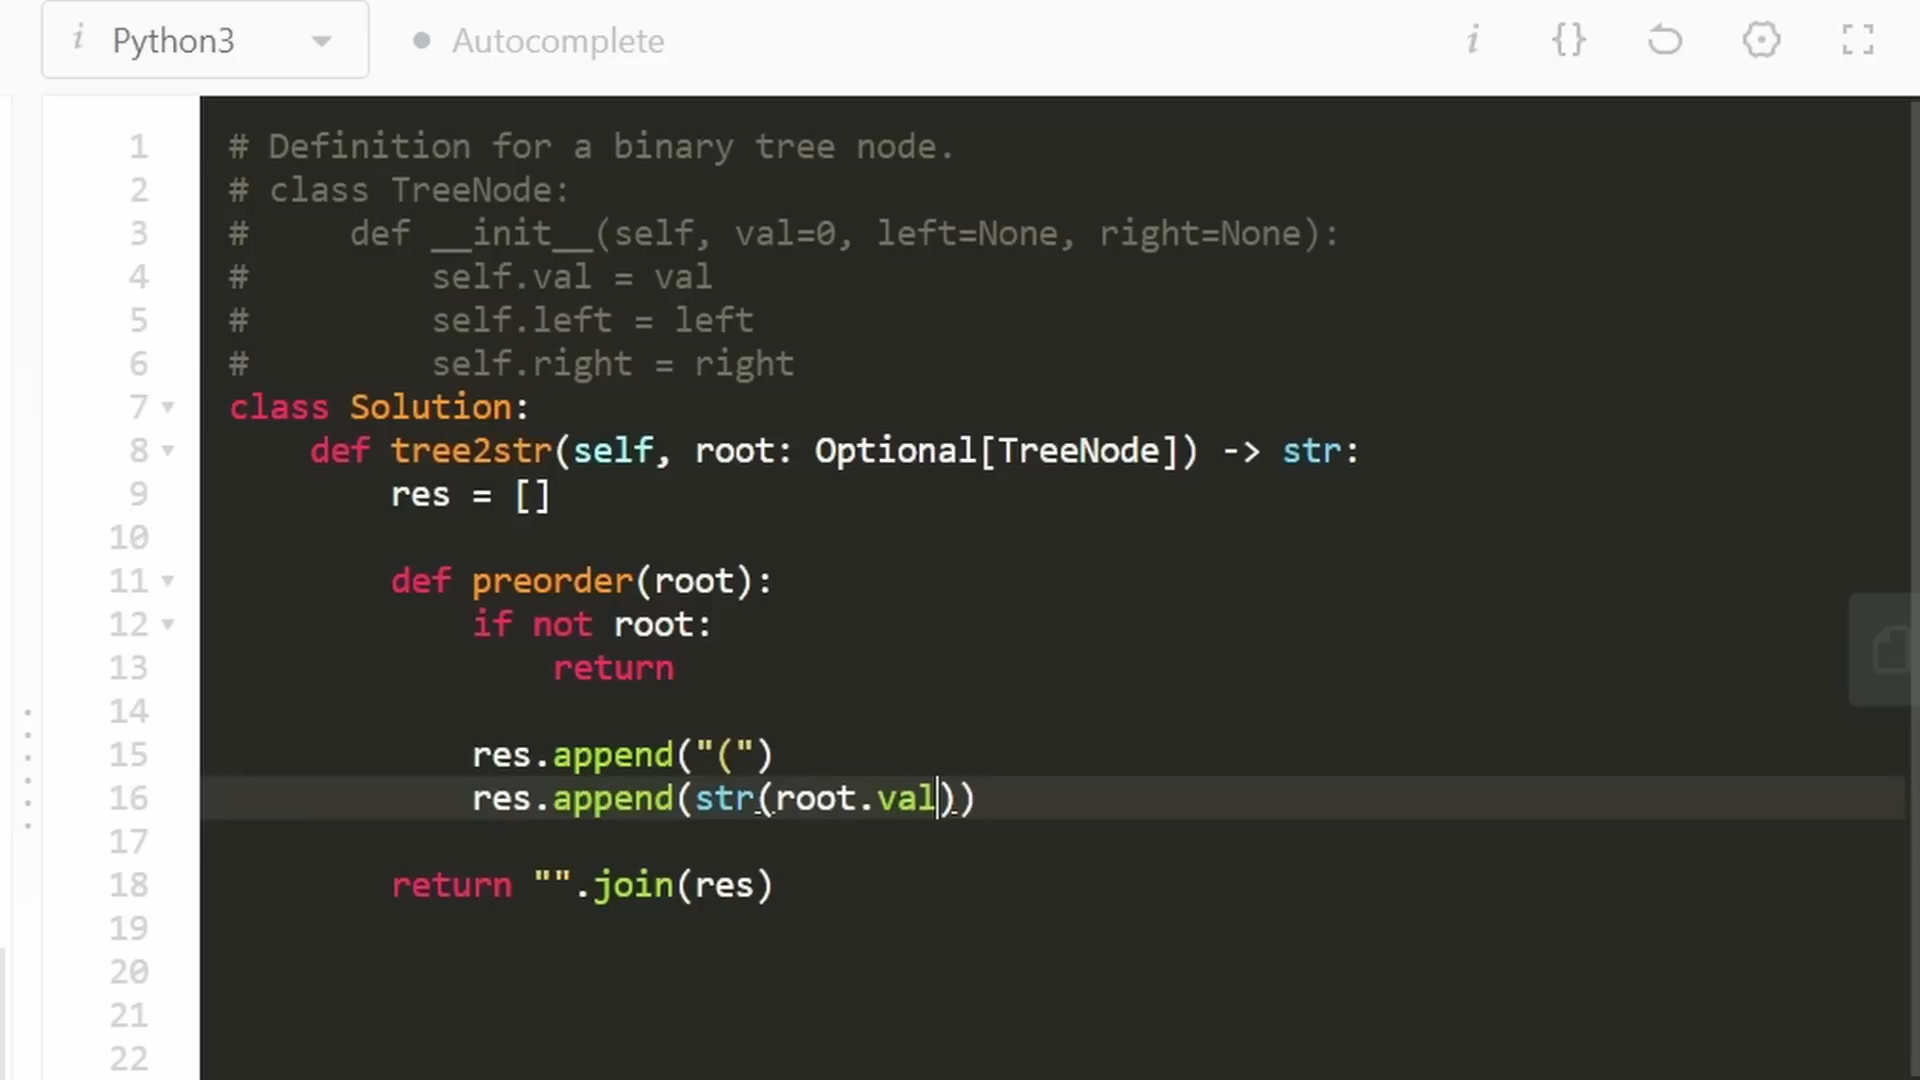 i Python3 Autocomplete i {}
1 # Definition for a binary tree node.
2 # class TreeNode:
3 #     def __init__(self, val=0, left=None, right=None):
4 #         self.val = val
5 #         self.left = left
6 #         self.right = right
7 class Solution:
8     def tree2str(self, root: Optional[TreeNode]) -> str:
9         res = []
10
11         def preorder(root):
12             if not root:
13                 return
14
15             res.append("(")
16             res.append(str(root.val))
17
18         return "".join(res)
19
20
21
22